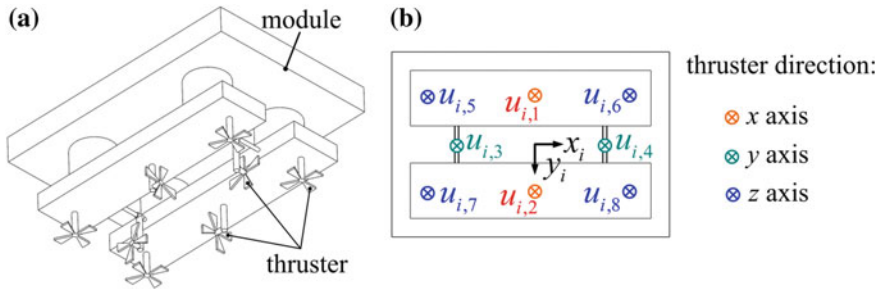 (a)
module
thruster
(b)
u_{i,5} u_{i,1} u_{i,6}
u_{i,3} x_i u_{i,4}
y_i
u_{i,7} u_{i,2} u_{i,8}
thruster direction:
x axis
y axis
z axis